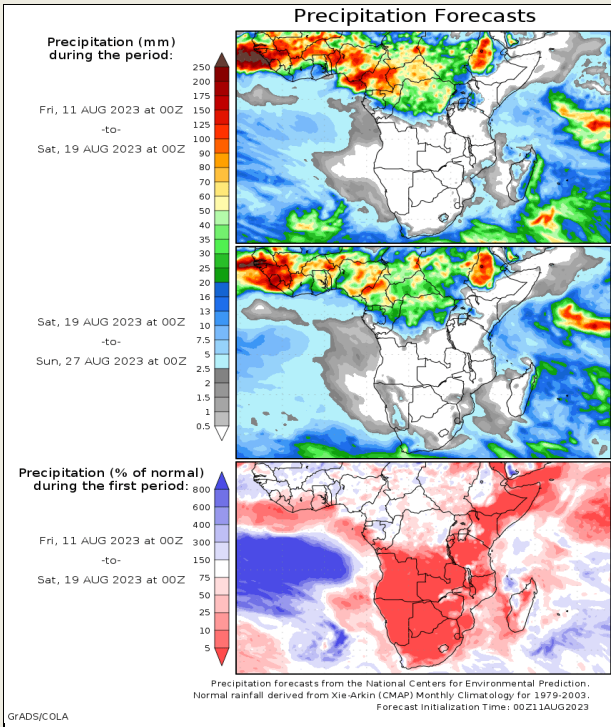 Precipitation Forecasts
Precipitation (mm)
during the period:
Fri, 11 AUG 2023 at 00Z
-to-
Sat, 19 AUG 2023 at 00Z
250
200
175
150
125
100
90
80
70
60
50
40
35
30
25
20
16
13
10
7.5
5
2.5
2
1.5
1
0.5
Sat, 19 AUG 2023 at 00Z
-to-
Sun, 27 AUG 2023 at 00Z
Precipitation (% of normal)
during the first period:
Fri, 11 AUG 2023 at 00Z
-to-
Sat, 19 AUG 2023 at 00Z
800
600
400
300
150
75
50
25
10
5
Precipitation forecasts from the National Centers for Environmental Prediction.
Normal rainfall derived from Xie-Arkin (CMAP) Monthly Climatology for 1979-2003.
Forecast Initialization Time: 00Z11AUG2023
GrADS/COLA